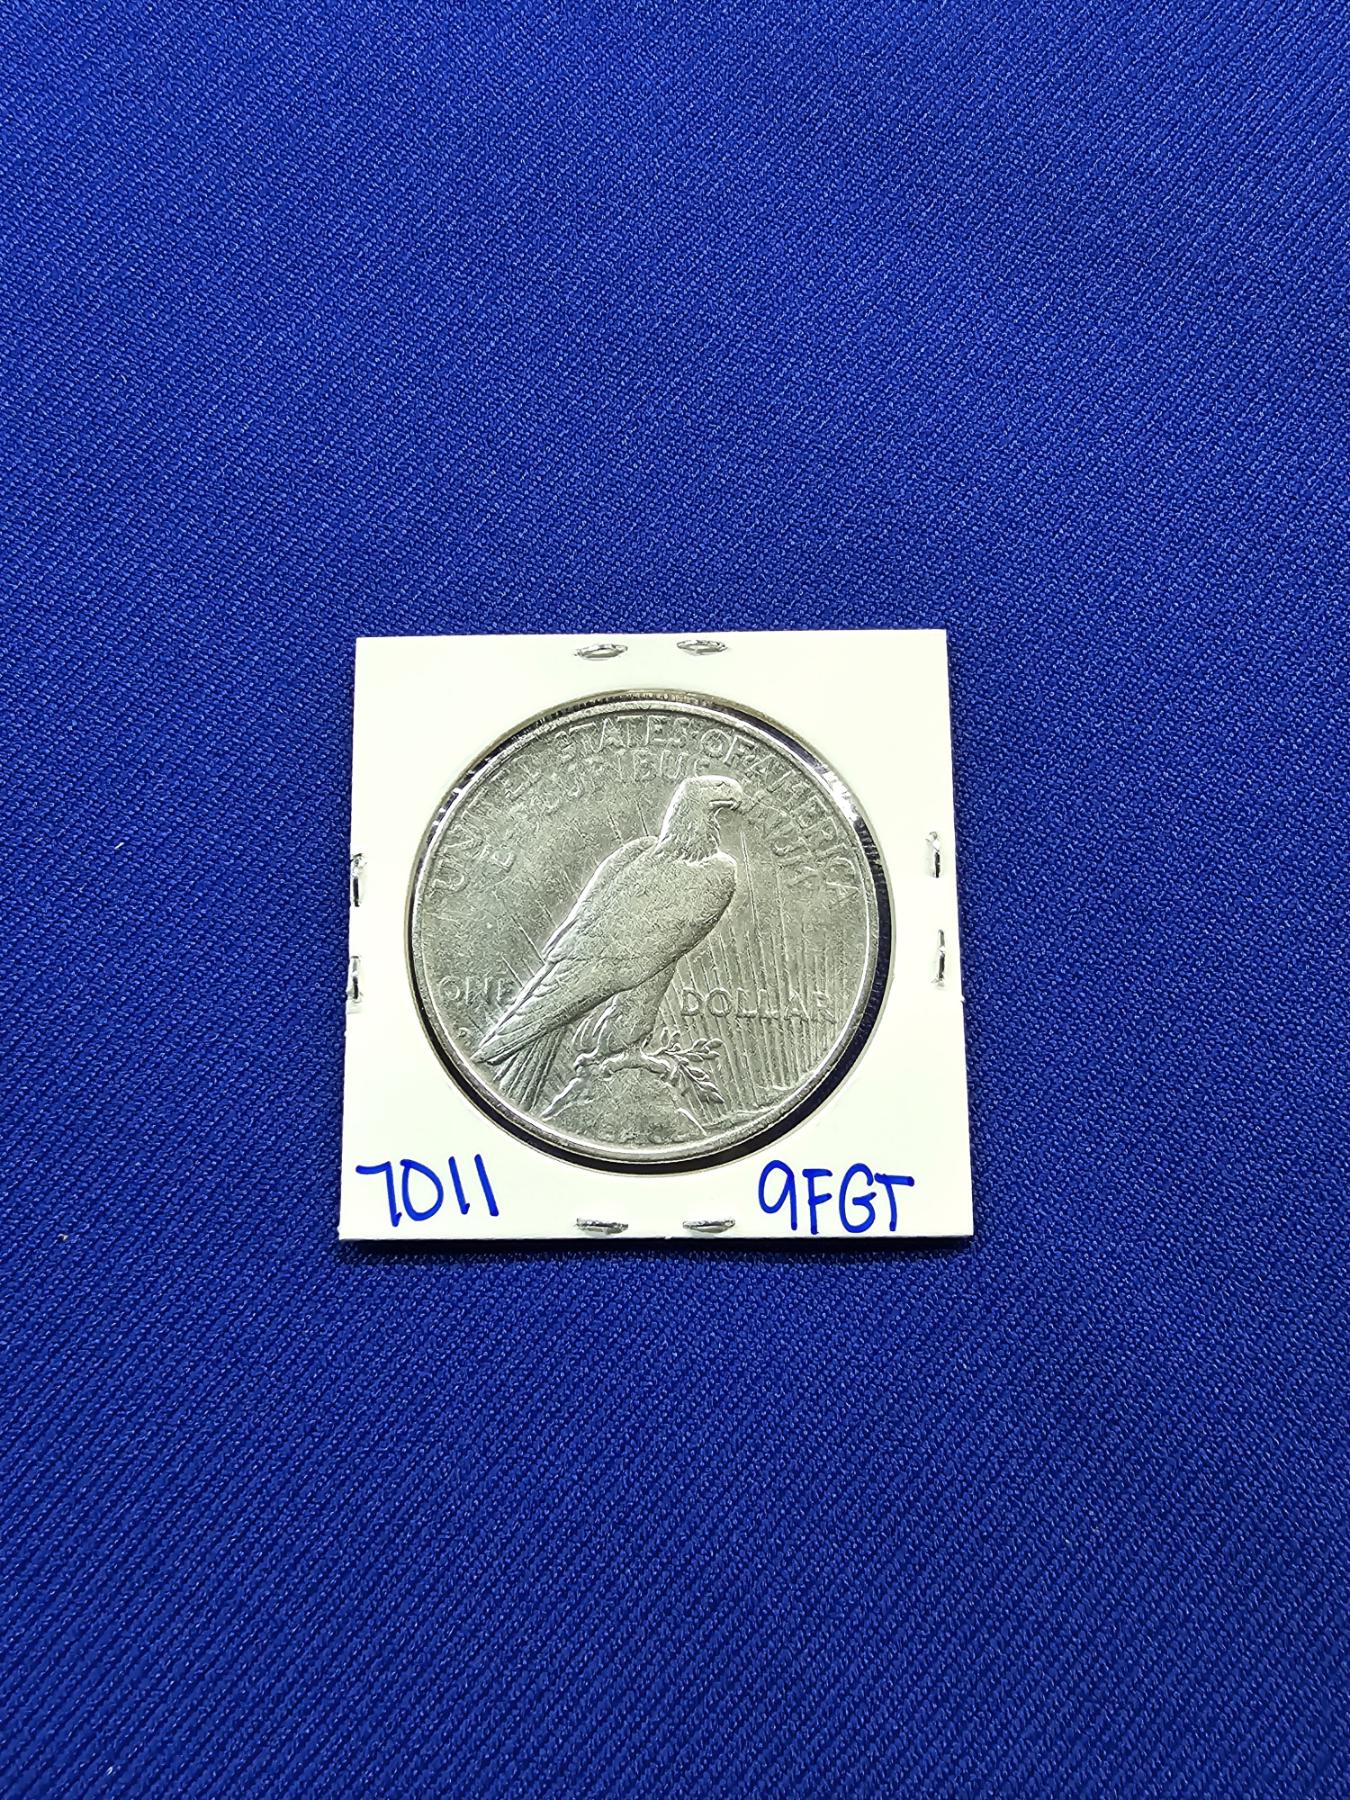 UNITED STATES OF AMERICA
E PLURIBUS UNUM
ONE DOLLAR
7011 9FGT